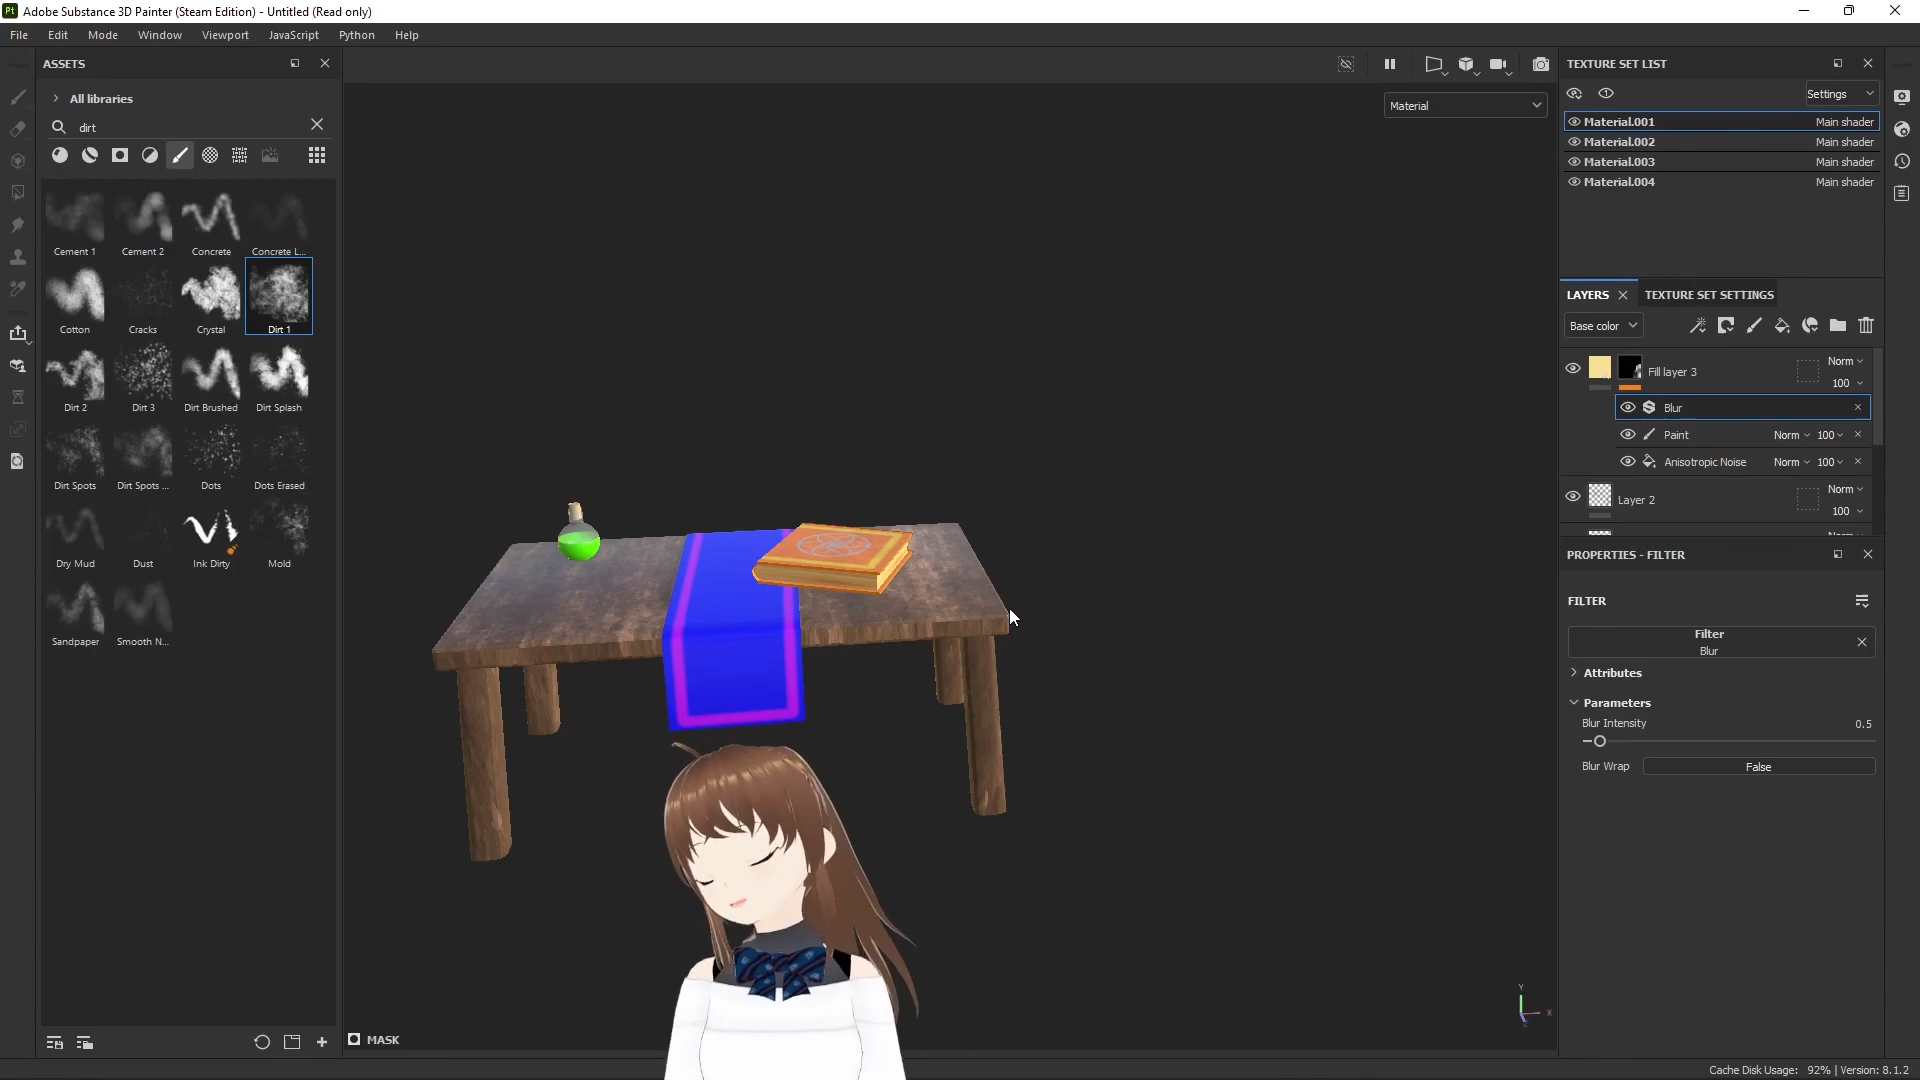 Pt Adobe Substance 3D Painter (Steam Edition) - Untitled (Read only)
File Edit Mode Window Viewport JavaScript Python Help
ASSETS
All libraries
dirt
Cement 1 Cement 2 Concrete Concrete L...
Cotton Cracks Crystal Dirt 1
Dirt 2 Dirt 3 Dirt Brushed Dirt Splash
Dirt Spots Dirt Spots ... Dots Dots Erased
Dry Mud Dust Ink Dirty Mold
Sandpaper Smooth N...
Material
MASK
Y
X
TEXTURE SET LIST
Settings
Material.001 Main shader
Material.002 Main shader
Material.003 Main shader
Material.004 Main shader
LAYERS TEXTURE SET SETTINGS
Base color
Fill layer 3 Norm
100
Blur
Paint Norm 100
Anisotropic Noise Norm 100
Layer 2 Norm
100
PROPERTIES - FILTER
FILTER
Filter
Blur
Attributes
Parameters
Blur Intensity 0.5
Blur Wrap False
Cache Disk Usage: 92% | Version: 8.1.2